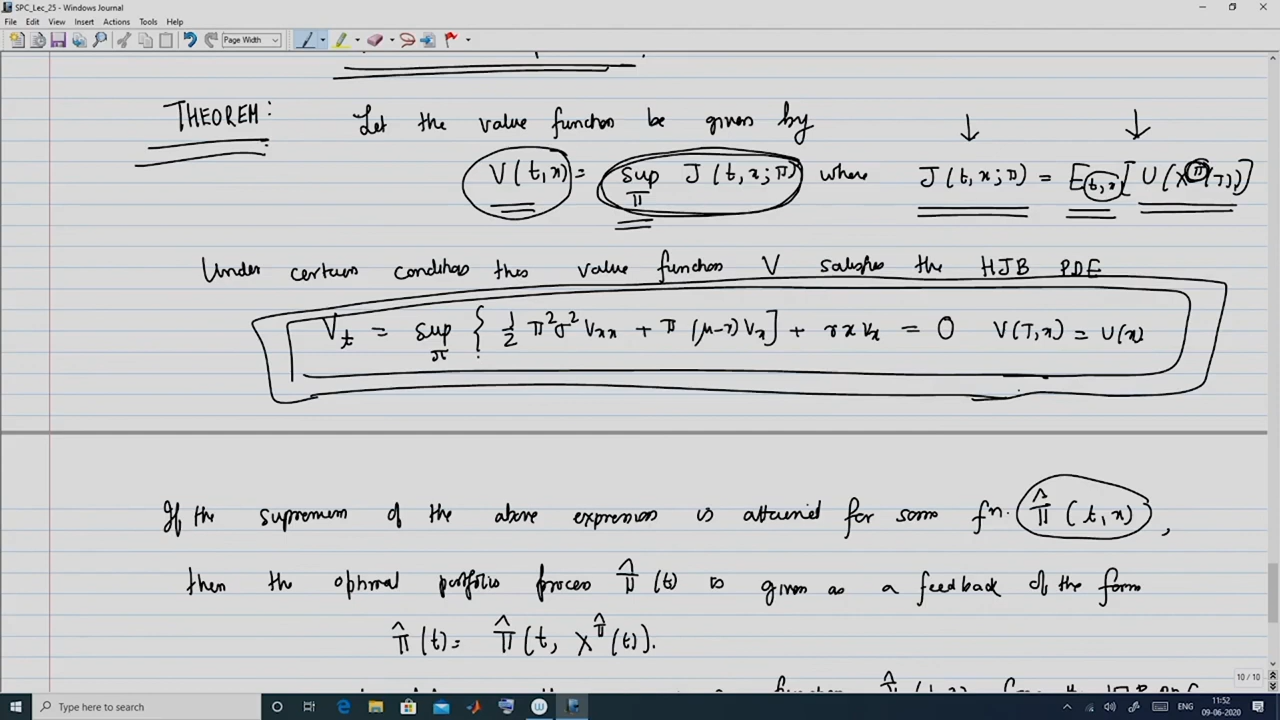 SPC_Lec_25 - Windows Journal
File Edit View Insert Actions Tools Help
Page Width
THEOREM: Let the value function be given by
V(t,x) = sup_π J(t,x;π) where J(t,x;π) = E_{t,x}[U(X^π(T))]
Under certain conditions this value function V satisfies the HJB PDE
V_t = sup_π { 1/2 π²σ² V_xx + π(μ-r)V_x] + rxV_x = 0 V(T,x) = U(x)
If the supremum of the above expression is attained for some fn. π̂(t,x),
then the optimal portfolio process π̂(t) is given as a feedback of the form
π̂(t) = π̂(t, X^π̂(t)).
10 / 10
Type here to search
ENG
11:52
09-06-2020